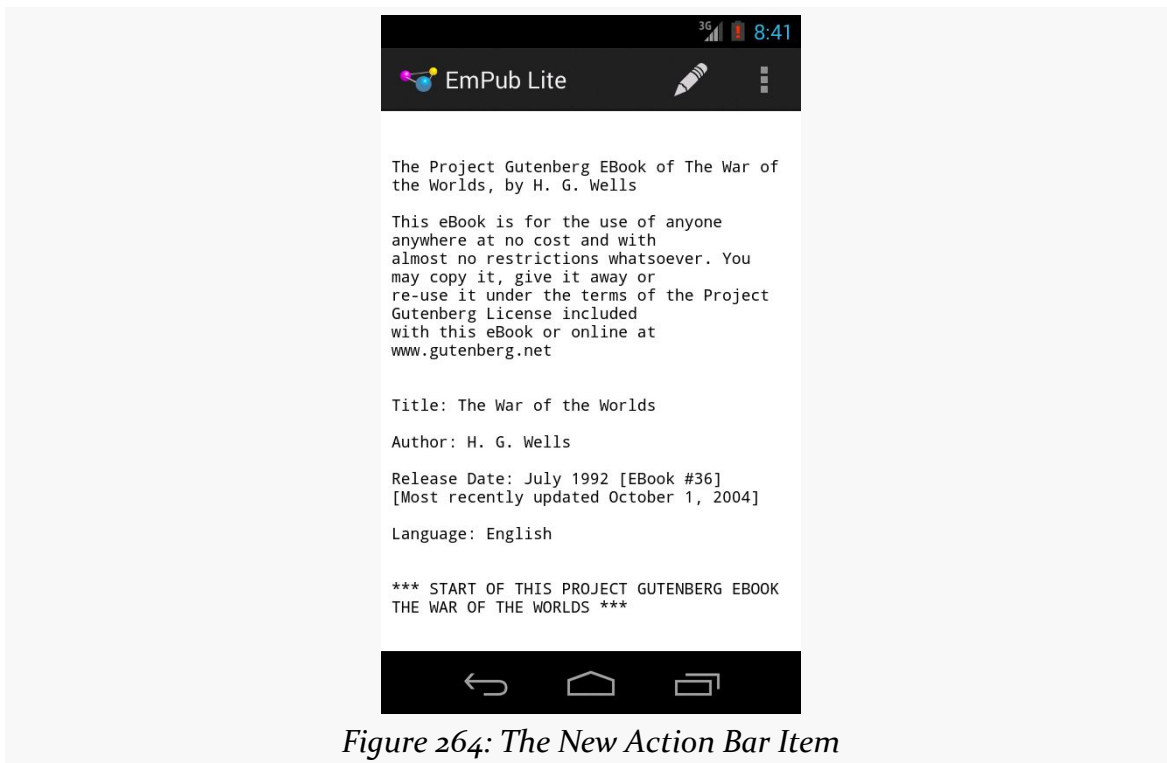 3G 8:41
EmPub Lite
The Project Gutenberg EBook of The War of
the Worlds, by H. G. Wells
This eBook is for the use of anyone
anywhere at no cost and with
almost no restrictions whatsoever. You
may copy it, give it away or
re-use it under the terms of the Project
Gutenberg License included
with this eBook or online at
www.gutenberg.net
Title: The War of the Worlds
Author: H. G. Wells
Release Date: July 1992 [EBook #36]
[Most recently updated October 1, 2004]
Language: English
*** START OF THIS PROJECT GUTENBERG EBOOK
THE WAR OF THE WORLDS ***
Figure 264: The New Action Bar Item